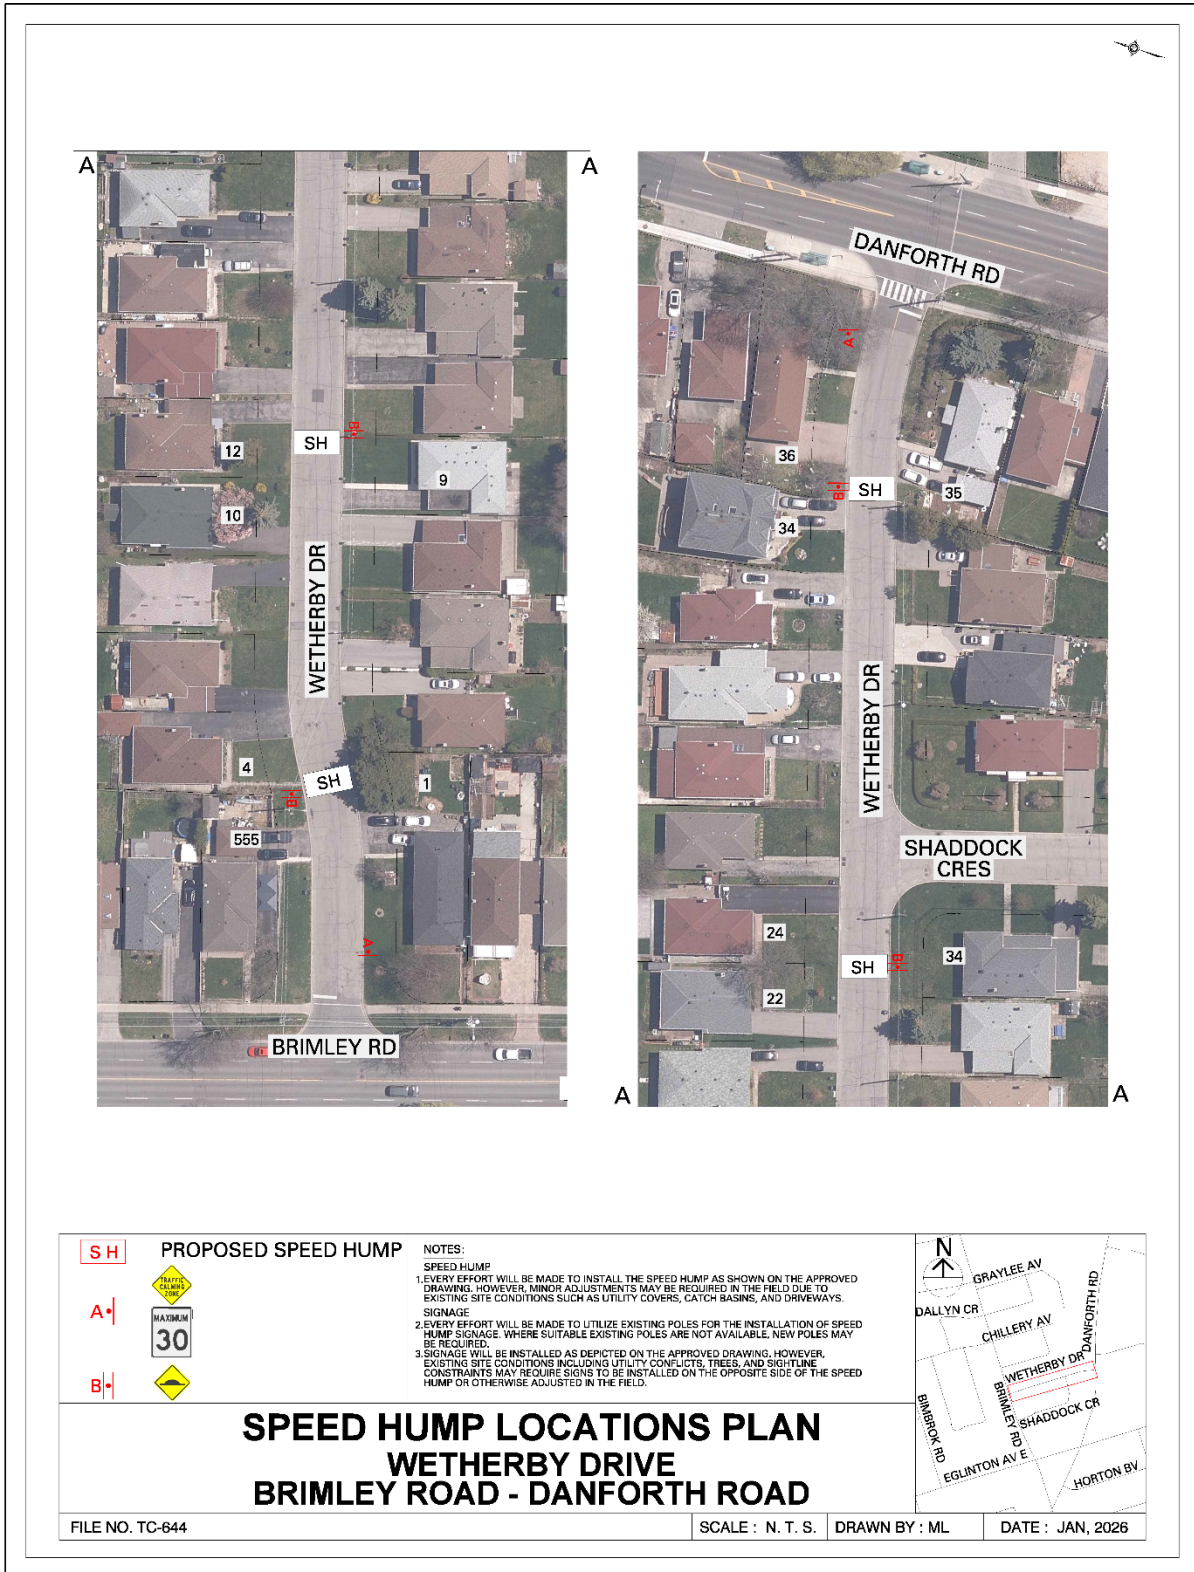 A
A
12
10
SH
B
9
WETHERBY DR
4
SH
B
1
555
A
BRIMLEY RD
DANFORTH RD
A
36
B
SH
34
35
WETHERBY DR
SHADDOCK
CRES
24
22
SH
B
34
A
A
SH
PROPOSED SPEED HUMP
TRAFFIC
CALMING
ZONE
A
MAXIMUM
30
B
NOTES:
SPEED HUMP
1.EVERY EFFORT WILL BE MADE TO INSTALL THE SPEED HUMP AS SHOWN ON THE APPROVED
DRAWING. HOWEVER, MINOR ADJUSTMENTS MAY BE REQUIRED IN THE FIELD DUE TO
EXISTING SITE CONDITIONS SUCH AS UTILITY COVERS, CATCH BASINS, AND DRIVEWAYS.
SIGNAGE
2.EVERY EFFORT WILL BE MADE TO UTILIZE EXISTING POLES FOR THE INSTALLATION OF SPEED
HUMP SIGNAGE. WHERE SUITABLE EXISTING POLES ARE NOT AVAILABLE, NEW POLES MAY
BE REQUIRED.
3.SIGNAGE WILL BE INSTALLED AS DEPICTED ON THE APPROVED DRAWING. HOWEVER,
EXISTING SITE CONDITIONS INCLUDING UTILITY CONFLICTS, TREES, AND SIGHTLINE
CONSTRAINTS MAY REQUIRE SIGNS TO BE INSTALLED ON THE OPPOSITE SIDE OF THE SPEED
HUMP OR OTHERWISE ADJUSTED IN THE FIELD.
N
GRAYLEE AV
DALLYN CR
CHILLERY AV
DANFORTH RD
WETHERBY DR
BRIMLEY RD
SHADDOCK CR
BIMBROK RD
EGLINTON AV E
HORTON BV
SPEED HUMP LOCATIONS PLAN
WETHERBY DRIVE
BRIMLEY ROAD - DANFORTH ROAD
FILE NO. TC-644
SCALE : N. T. S.
DRAWN BY : ML
DATE : JAN, 2026